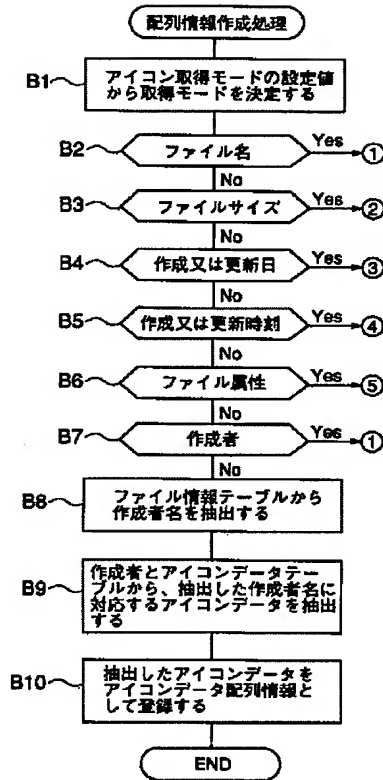 配列情報作成処理
B1
アイコン取得モードの設定値
から取得モードを決定する
B2
ファイル名
Yes
①
No
B3
ファイルサイズ
Yes
②
No
B4
作成又は更新日
Yes
③
No
B5
作成又は更新時刻
Yes
④
No
B6
ファイル属性
Yes
⑤
No
B7
作成者
Yes
①
No
B8
ファイル情報テーブルから
作成者名を抽出する
B9
作成者とアイコンデータテー
ブルから、抽出した作成者名に
対応するアイコンデータを抽出
する
B10
抽出したアイコンデータを
アイコンデータ配列情報と
して登録する
END